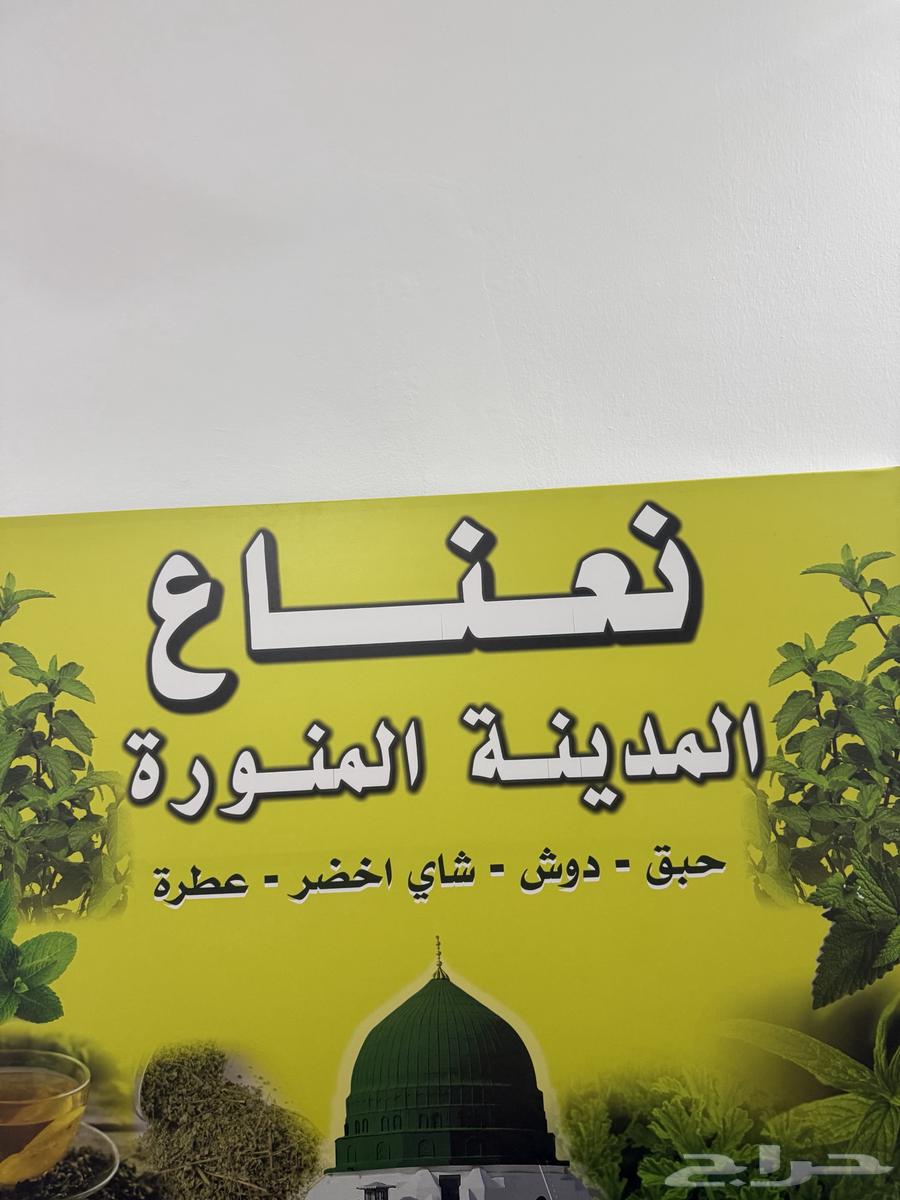 نعناع
المدينة المنورة
حبق - دوش - شاي اخضر - عطرة
حراج